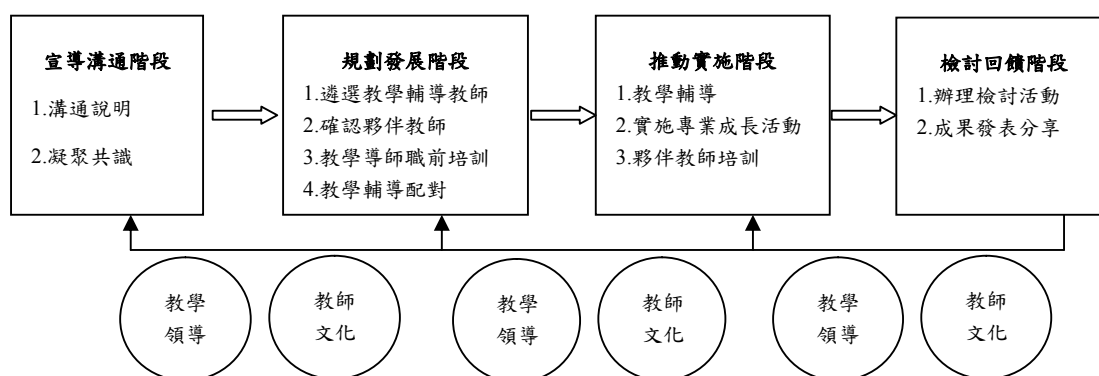 宣導溝通階段
1.溝通說明
2.凝聚共識
規劃發展階段
1.遴選教學輔導教師
2.確認夥伴教師
3.教學導師職前培訓
4.教學輔導配對
推動實施階段
1.教學輔導
2.實施專業成長活動
3.夥伴教師培訓
檢討回饋階段
1.辦理檢討活動
2.成果發表分享
教學
領導
教師
文化
教學
領導
教師
文化
教學
領導
教師
文化